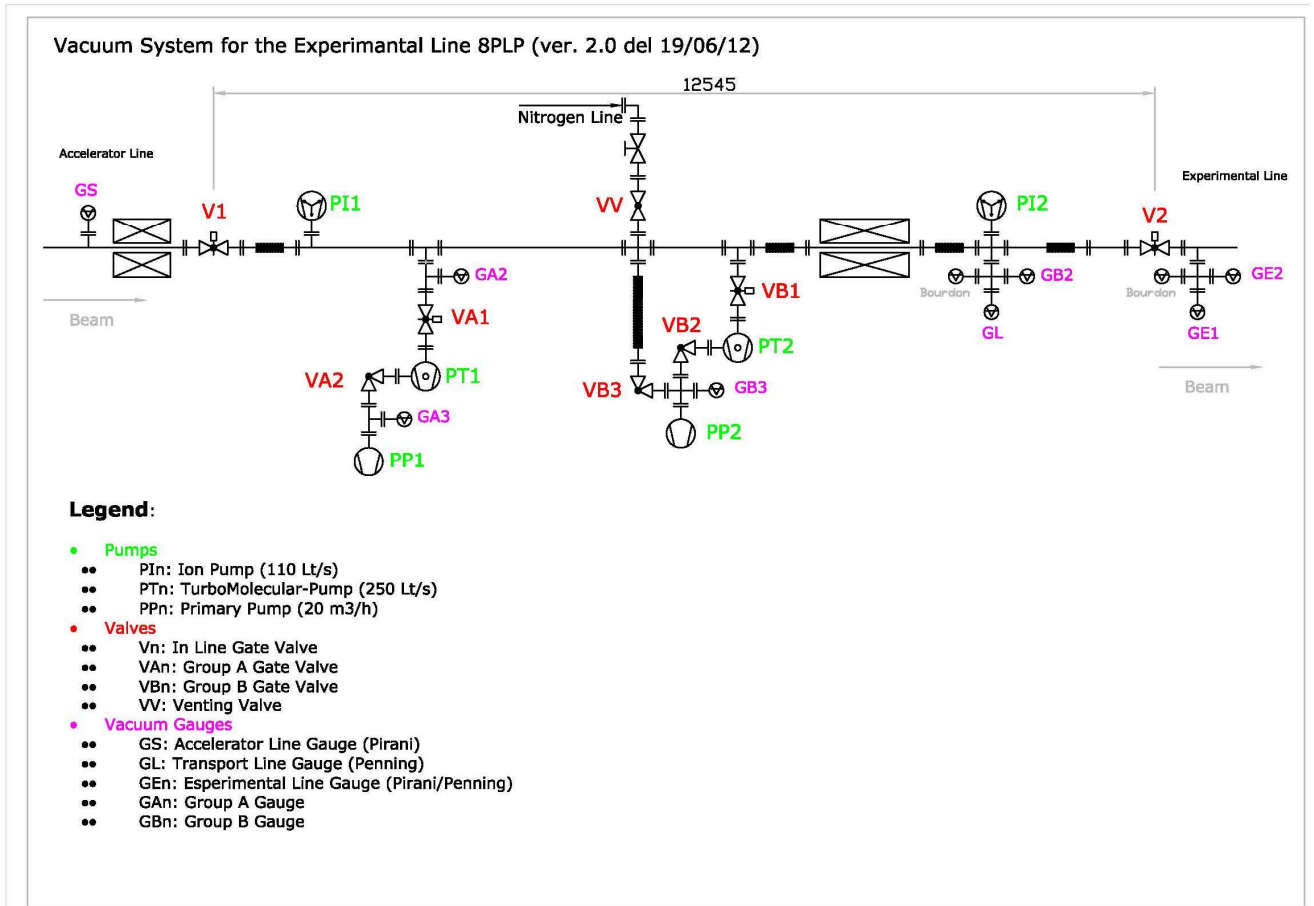 Vacuum System for the Experimantal Line 8PLP (ver. 2.0 del 19/06/12)
12545
Nitrogen Line
Accelerator Line
Experimental Line
GS
V1
PI1
VV
PI2
V2
GA2
VB1
Bourdon
GB2
Bourdon
GE2
Beam
VA1
VB2
PT2
GL
GE1
VA2
PT1
VB3
GB3
Beam
GA3
PP2
PP1
Legend:
• Pumps
•• PIn: Ion Pump (110 Lt/s)
•• PTn: TurboMolecular-Pump (250 Lt/s)
•• PPn: Primary Pump (20 m3/h)
• Valves
•• Vn: In Line Gate Valve
•• VAn: Group A Gate Valve
•• VBn: Group B Gate Valve
•• VV: Venting Valve
• Vacuum Gauges
•• GS: Accelerator Line Gauge (Pirani)
•• GL: Transport Line Gauge (Penning)
•• GEn: Esperimental Line Gauge (Pirani/Penning)
•• GAn: Group A Gauge
•• GBn: Group B Gauge